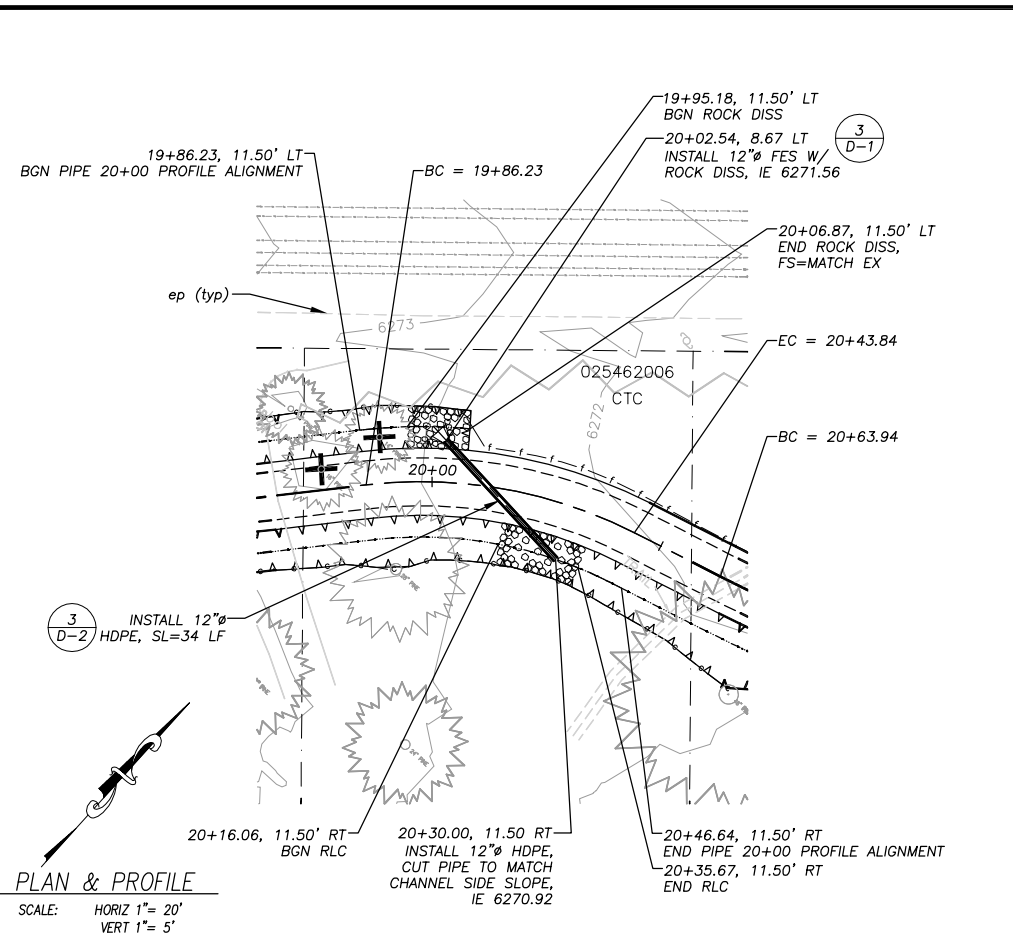 19+95.18, 11.50' LT
BGN ROCK DISS
20+02.54, 8.67 LT
INSTALL 12"ø FES W/
ROCK DISS, IE 6271.56
3
D-1
19+86.23, 11.50' LT
BGN PIPE 20+00 PROFILE ALIGNMENT
BC = 19+86.23
20+06.87, 11.50' LT
END ROCK DISS,
FS=MATCH EX
ep (typ)
6273
EC = 20+43.84
025462006
CTC
6272
BC = 20+63.94
20+00
3
D-2
INSTALL 12"ø
HDPE, SL=34 LF
24" PINE
20+16.06, 11.50' RT
BGN RLC
20+30.00, 11.50 RT
INSTALL 12"ø HDPE,
CUT PIPE TO MATCH
CHANNEL SIDE SLOPE,
IE 6270.92
20+46.64, 11.50' RT
END PIPE 20+00 PROFILE ALIGNMENT
20+35.67, 11.50' RT
END RLC
PLAN & PROFILE
SCALE: HORIZ 1"= 20'
VERT 1"= 5'